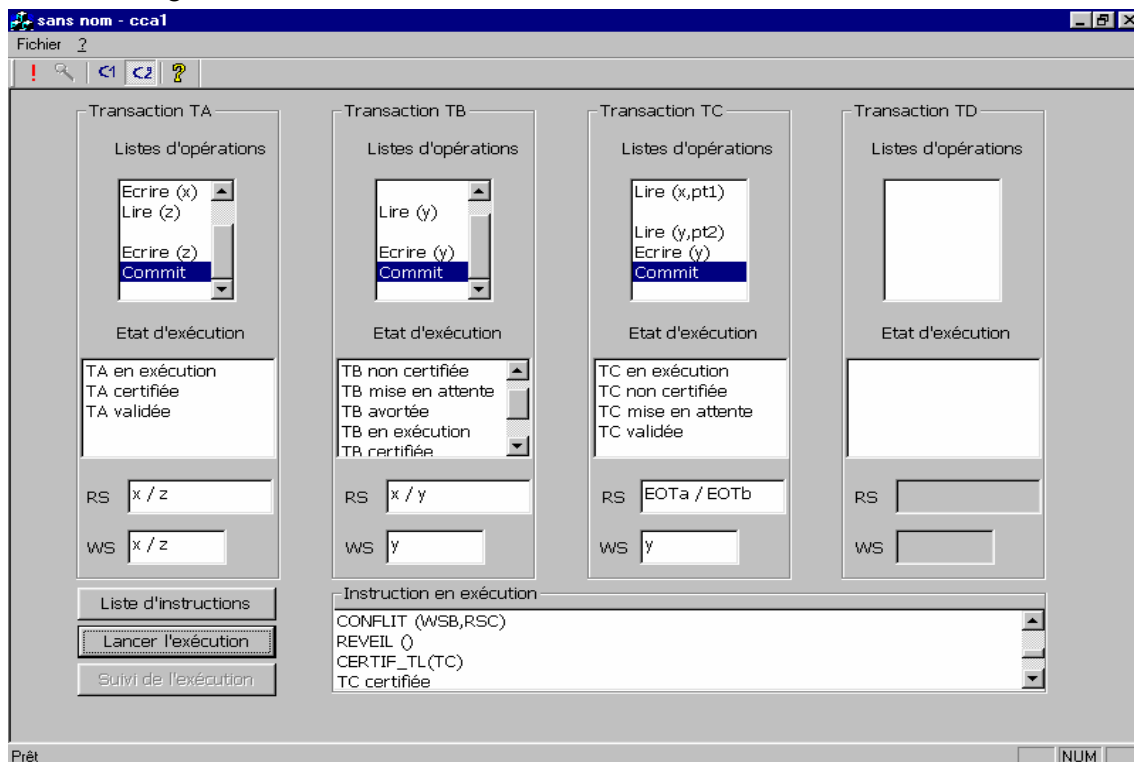 sans nom - cca1
Fichier ?
! C1 C2 ?
Transaction TA
Listes d'opérations
Ecrire (x)
Lire (z)
Ecrire (z)
Commit
Etat d'exécution
TA en exécution
TA certifiée
TA validée
RS x / z
WS x / z
Transaction TB
Listes d'opérations
Lire (y)
Ecrire (y)
Commit
Etat d'exécution
TB non certifiée
TB mise en attente
TB avortée
TB en exécution
TB certifiée
RS x / y
WS y
Transaction TC
Listes d'opérations
Lire (x,pt1)
Lire (y,pt2)
Ecrire (y)
Commit
Etat d'exécution
TC en exécution
TC non certifiée
TC mise en attente
TC validée
RS EOTa / EOTb
WS y
Transaction TD
Listes d'opérations
Etat d'exécution
RS
WS
Liste d'instructions
Lancer l'exécution
Suivi de l'exécution
Instruction en exécution
CONFLIT (WSB,RSC)
REVEIL ()
CERTIF_TL(TC)
TC certifiée
Prêt
NUM